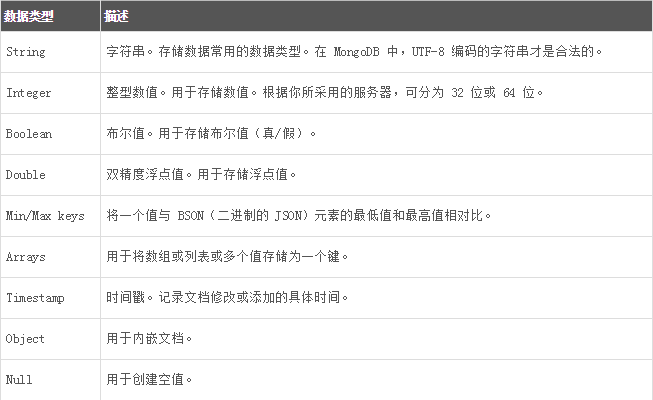 数据类型 描述
String 字符串。存储数据常用的数据类型。在 MongoDB 中，UTF-8 编码的字符串才是合法的。
Integer 整型数值。用于存储数值。根据你所采用的服务器，可分为 32 位或 64 位。
Boolean 布尔值。用于存储布尔值（真/假）。
Double 双精度浮点值。用于存储浮点值。
Min/Max keys 将一个值与 BSON（二进制的 JSON）元素的最低值和最高值相对比。
Arrays 用于将数组或列表或多个值存储为一个键。
Timestamp 时间戳。记录文档修改或添加的具体时间。
Object 用于内嵌文档。
Null 用于创建空值。